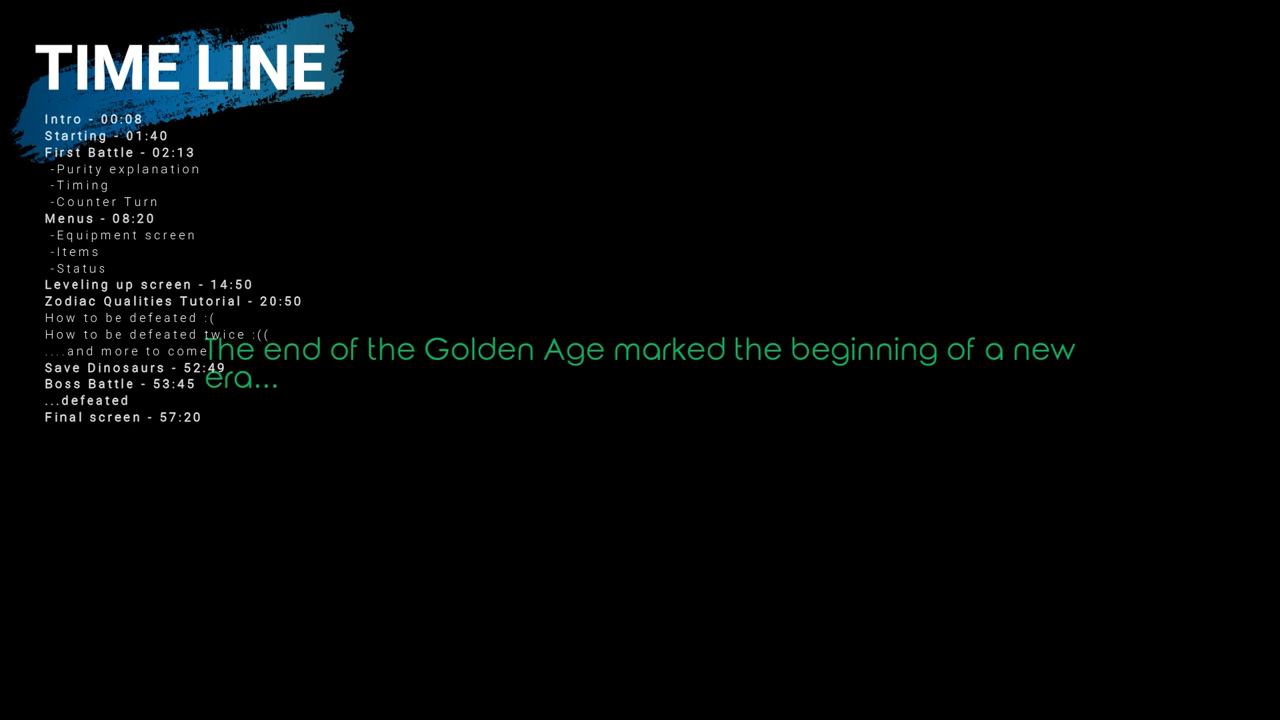 TIME LINE
Intro - 00:08
Starting - 01:40
First Battle - 02:13
-Purity explanation
-Timing
-Counter Turn
Menus - 08:20
-Equipment screen
-Items
-Status
Leveling up screen - 14:50
Zodiac Qualities Tutorial - 20:50
How to be defeated :(
How to be defeated twice :((
....and more to come
Save Dinosaurs - 52:49
Boss Battle - 53:45
...defeated
Final screen - 57:20
The end of the Golden Age marked the beginning of a new
era...